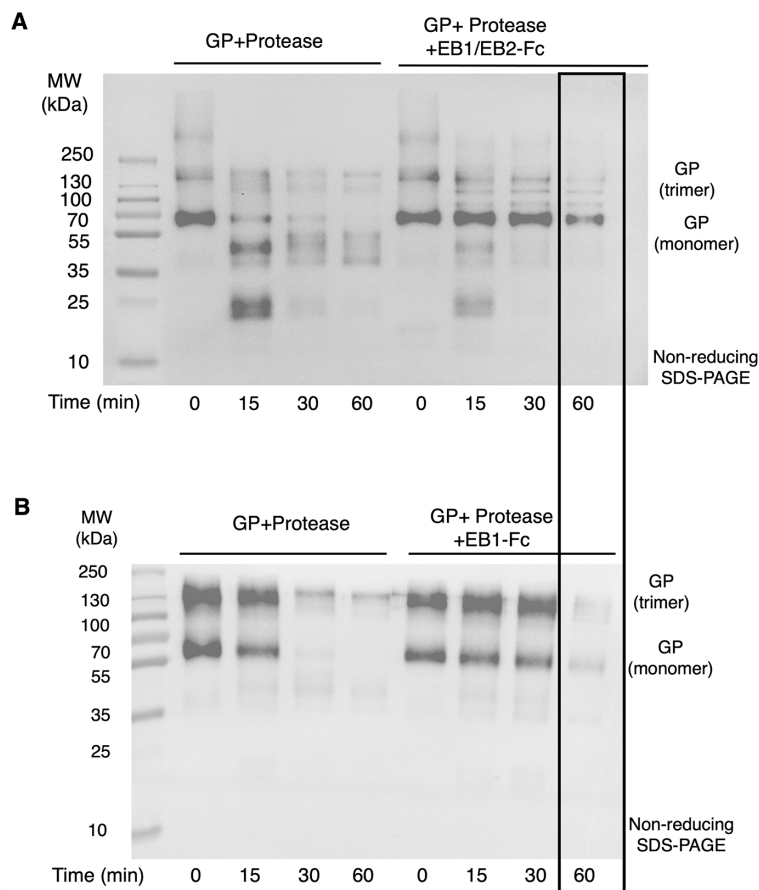 A
GP+Protease
GP+ Protease
+EB1/EB2-Fc
MW
(kDa)
250
130
100
70
55
35
25
10
GP
(trimer)
GP
(monomer)
Non-reducing
SDS-PAGE
Time (min) 0 15 30 60 0 15 30 60
B
MW
(kDa)
GP+Protease
GP+ Protease
+EB1-Fc
250
130
100
70
55
35
25
10
GP
(trimer)
GP
(monomer)
Non-reducing
SDS-PAGE
Time (min) 0 15 30 60 0 15 30 60